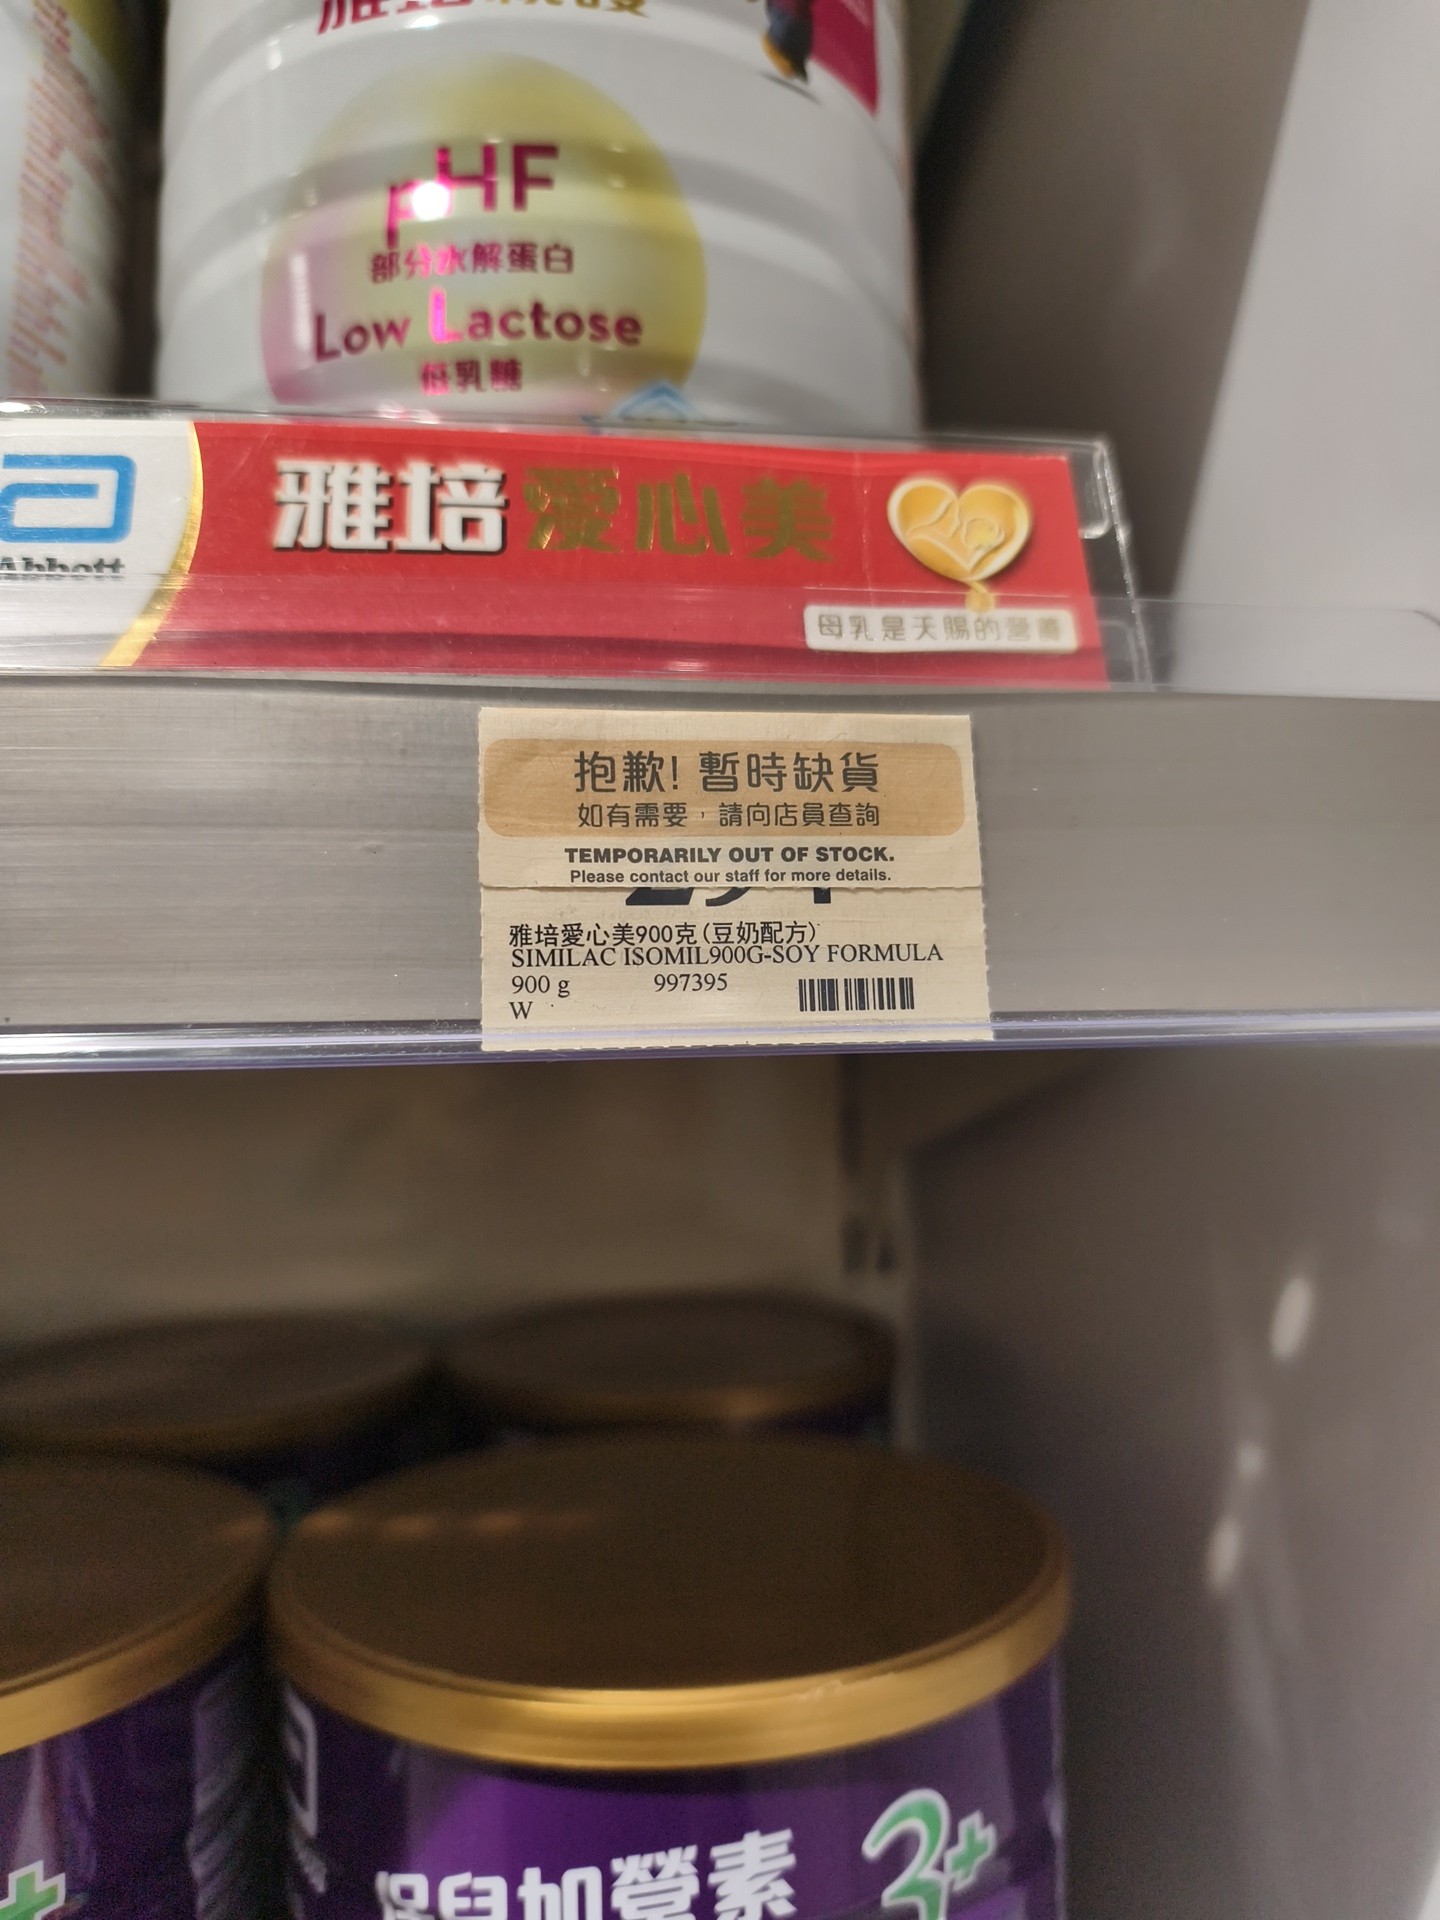 pHF
部分水解蛋白
Low Lactose
低乳糖
Abbott
雅培愛心美
母乳是天賜的營養
抱歉! 暫時缺貨
如有需要，請向店員查詢
TEMPORARILY OUT OF STOCK.
Please contact our staff for more details.
雅培愛心美900克(豆奶配方)
SIMILAC ISOMIL900G-SOY FORMULA
900 g 997395
W
保兒加營素 3+